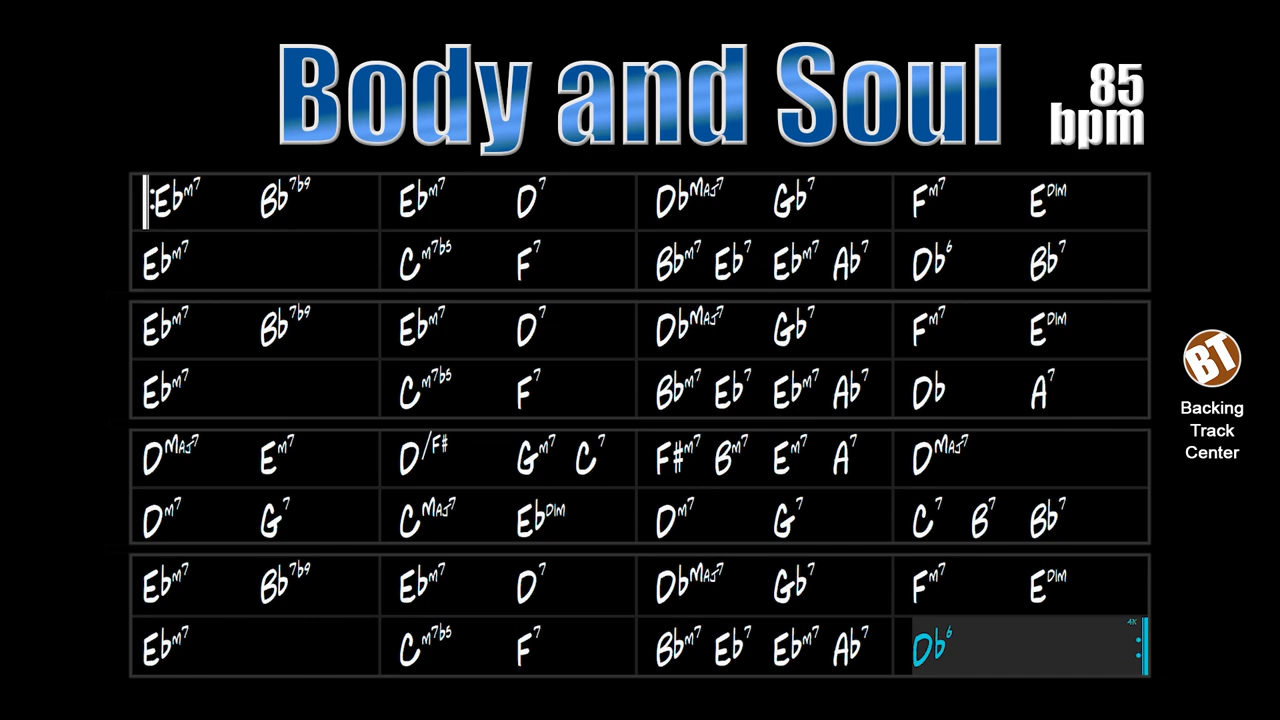 Body and Soul
85
bpm
Ebm7 Bb7b9 Ebm7 D7 DbMaj7 Gb7 Fm7 EDim
Ebm7 Cm7b5 F7 Bbm7 Eb7 Ebm7 Ab7 Db6 Bb7
Ebm7 Bb7b9 Ebm7 D7 DbMaj7 Gb7 Fm7 EDim
Ebm7 Cm7b5 F7 Bbm7 Eb7 Ebm7 Ab7 Db A7
DMaj7 Em7 D/F# Gm7 C7 F#m7 Bm7 Em7 A7 DMaj7
Dm7 G7 CMaj7 EbDim Dm7 G7 C7 B7 Bb7
Ebm7 Bb7b9 Ebm7 D7 DbMaj7 Gb7 Fm7 EDim
Ebm7 Cm7b5 F7 Bbm7 Eb7 Ebm7 Ab7 Db6 4x
BT
Backing
Track
Center